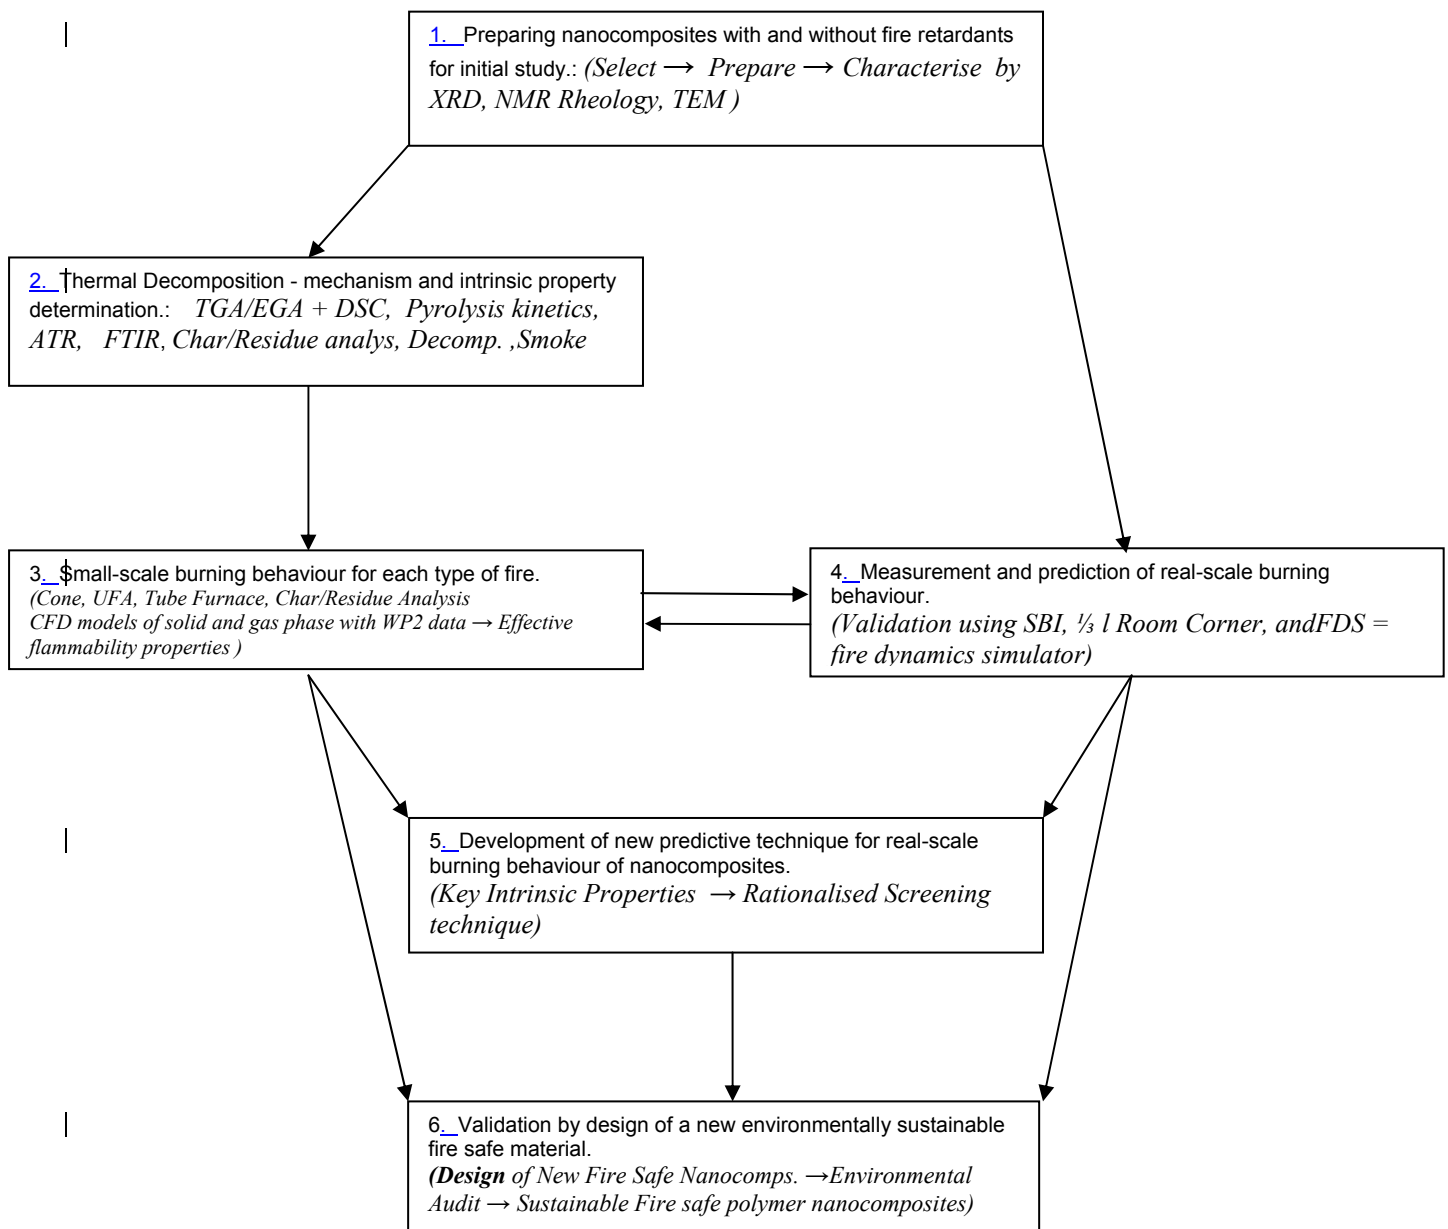 1. Preparing nanocomposites with and without fire retardants
for initial study.: (Select → Prepare → Characterise by
XRD, NMR Rheology, TEM )
2. Thermal Decomposition - mechanism and intrinsic property
determination.: TGA/EGA + DSC, Pyrolysis kinetics,
ATR, FTIR, Char/Residue analys, Decomp. ,Smoke
3. Small-scale burning behaviour for each type of fire.
(Cone, UFA, Tube Furnace, Char/Residue Analysis
CFD models of solid and gas phase with WP2 data → Effective
flammability properties )
4. Measurement and prediction of real-scale burning
behaviour.
(Validation using SBI, ⅓ l Room Corner, andFDS =
fire dynamics simulator)
5. Development of new predictive technique for real-scale
burning behaviour of nanocomposites.
(Key Intrinsic Properties → Rationalised Screening
technique)
6. Validation by design of a new environmentally sustainable
fire safe material.
(Design of New Fire Safe Nanocomps. →Environmental
Audit → Sustainable Fire safe polymer nanocomposites)